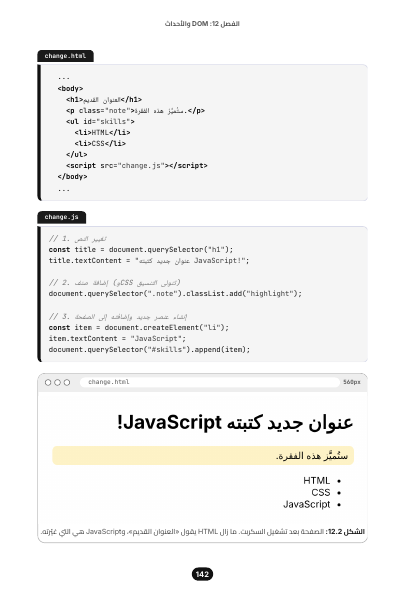 الفصل 12: DOM والأحداث
change.html
...
<body>
<h1>العنوان القديم</h1>
<p class="note">ستُميَّز هذه الفقرة.</p>
<ul id="skills">
<li>HTML</li>
<li>CSS</li>
</ul>
<script src="change.js"></script>
</body>
...
change.js
// 1. تغيير النص
const title = document.querySelector("h1");
title.textContent = "عنوان جديد كتبته JavaScript!";
// 2. إضافة صنف (وCSS تتولى التنسيق)
document.querySelector(".note").classList.add("highlight");
// 3. إنشاء عنصر جديد وإضافته إلى الصفحة
const item = document.createElement("li");
item.textContent = "JavaScript";
document.querySelector("#skills").append(item);
change.html
560px
عنوان جديد كتبته JavaScript!
ستُميَّز هذه الفقرة.
• HTML
• CSS
• JavaScript
الشكل 12.2: الصفحة بعد تشغيل السكربت. ما زال HTML يقول «العنوان القديم»، وJavaScript هي التي غيّرته.
142